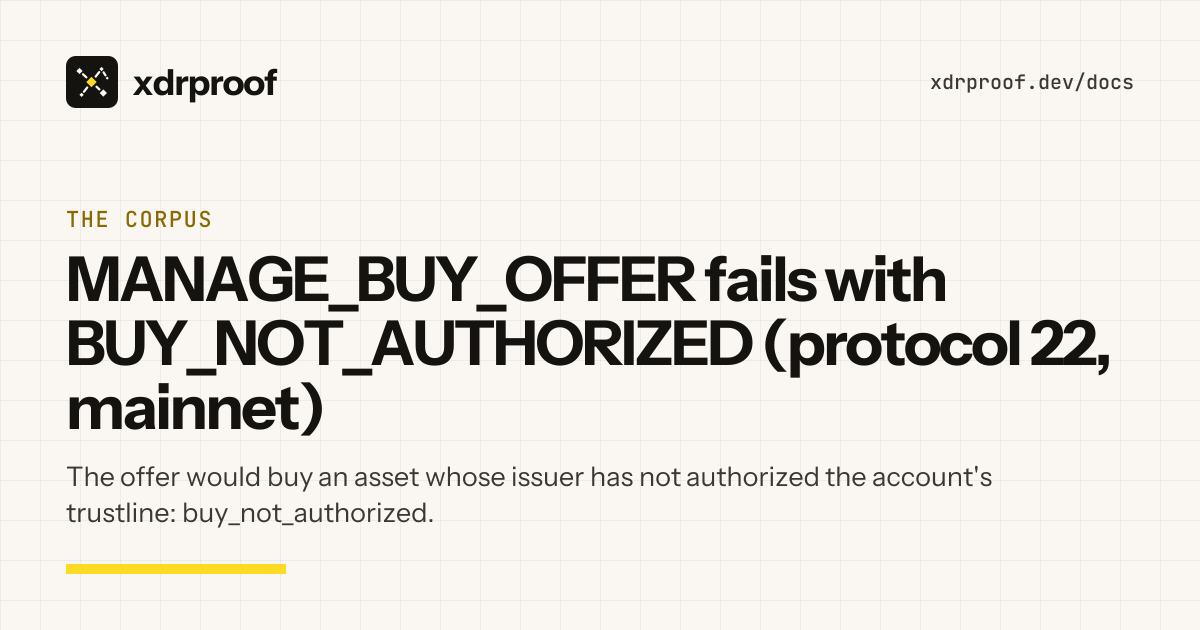 xdrproof
xdrproof.dev/docs
THE CORPUS
MANAGE_BUY_OFFER fails with
BUY_NOT_AUTHORIZED (protocol 22,
mainnet)
The offer would buy an asset whose issuer has not authorized the account's
trustline: buy_not_authorized.